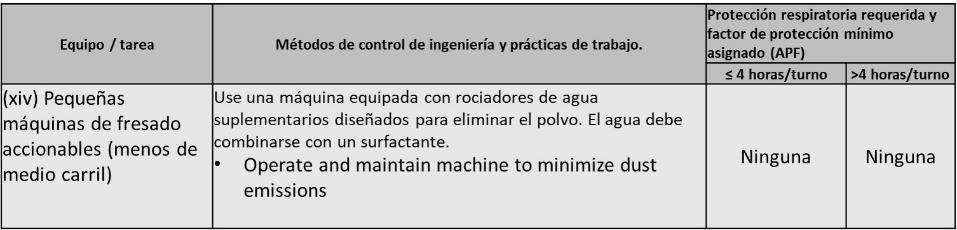 Equipo / tarea
Métodos de control de ingeniería y prácticas de trabajo.
Protección respiratoria requerida y
factor de protección mínimo
asignado (APF)
≤ 4 horas/turno
>4 horas/turno
(xiv) Pequeñas
máquinas de fresado
accionables (menos de
medio carril)
Use una máquina equipada con rociadores de agua
suplementarios diseñados para eliminar el polvo. El agua debe
combinarse con un surfactante.
• Operate and maintain machine to minimize dust
emissions
Ninguna
Ninguna